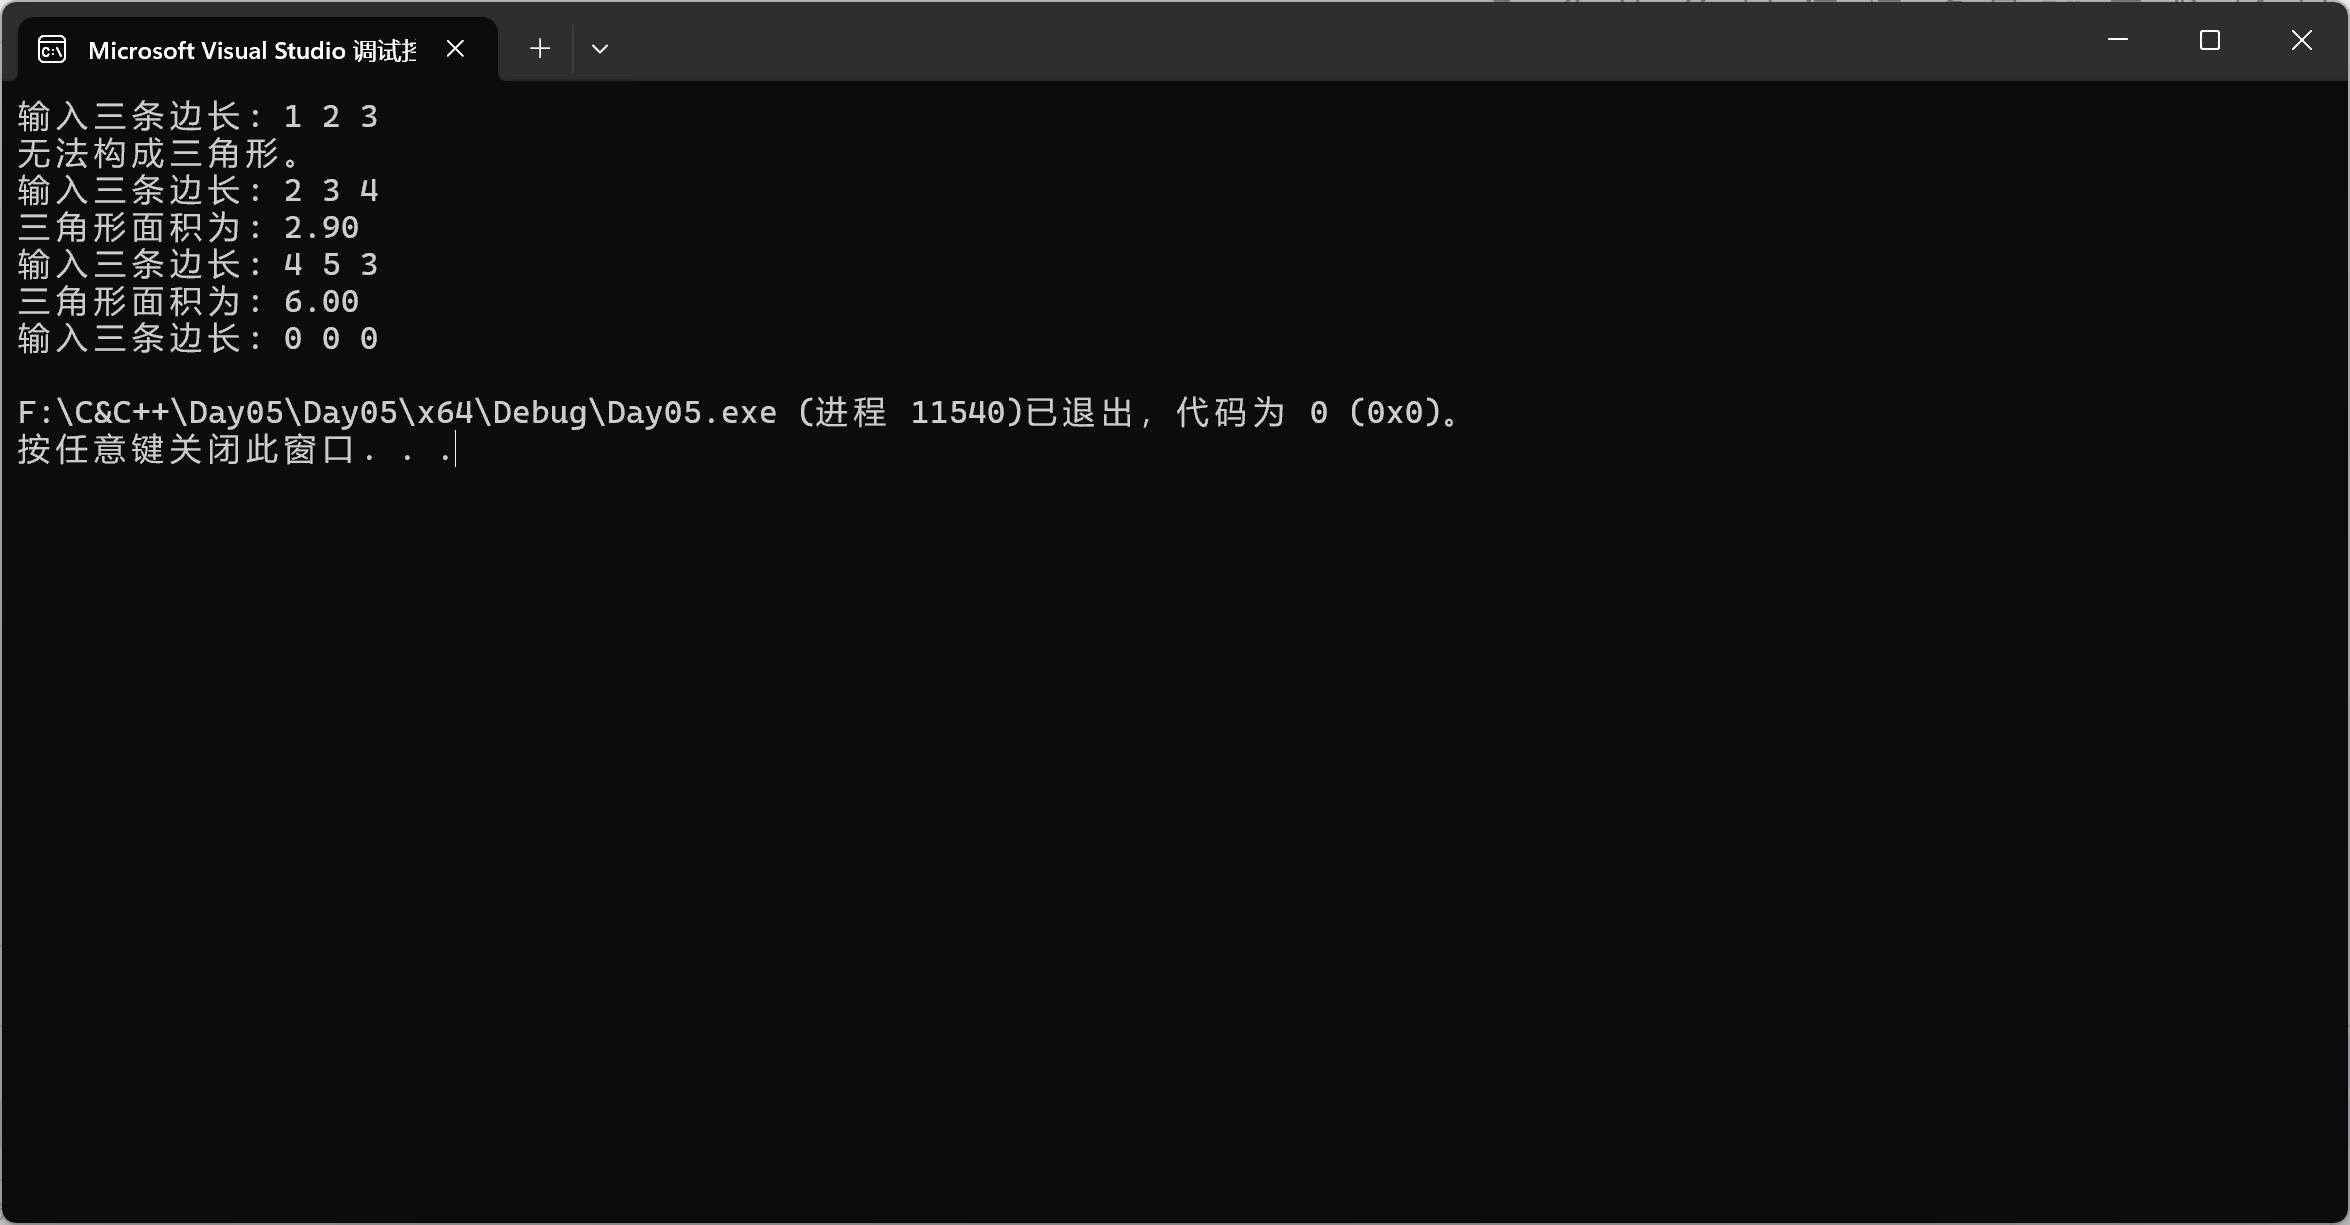 Microsoft Visual Studio 调试
输入三条边长: 1 2 3
无法构成三角形。
输入三条边长: 2 3 4
三角形面积为: 2.90
输入三条边长: 4 5 3
三角形面积为: 6.00
输入三条边长: 0 0 0
F:\C&C++\Day05\Day05\x64\Debug\Day05.exe (进程 11540)已退出，代码为 0 (0x0)。
按任意键关闭此窗口. . .